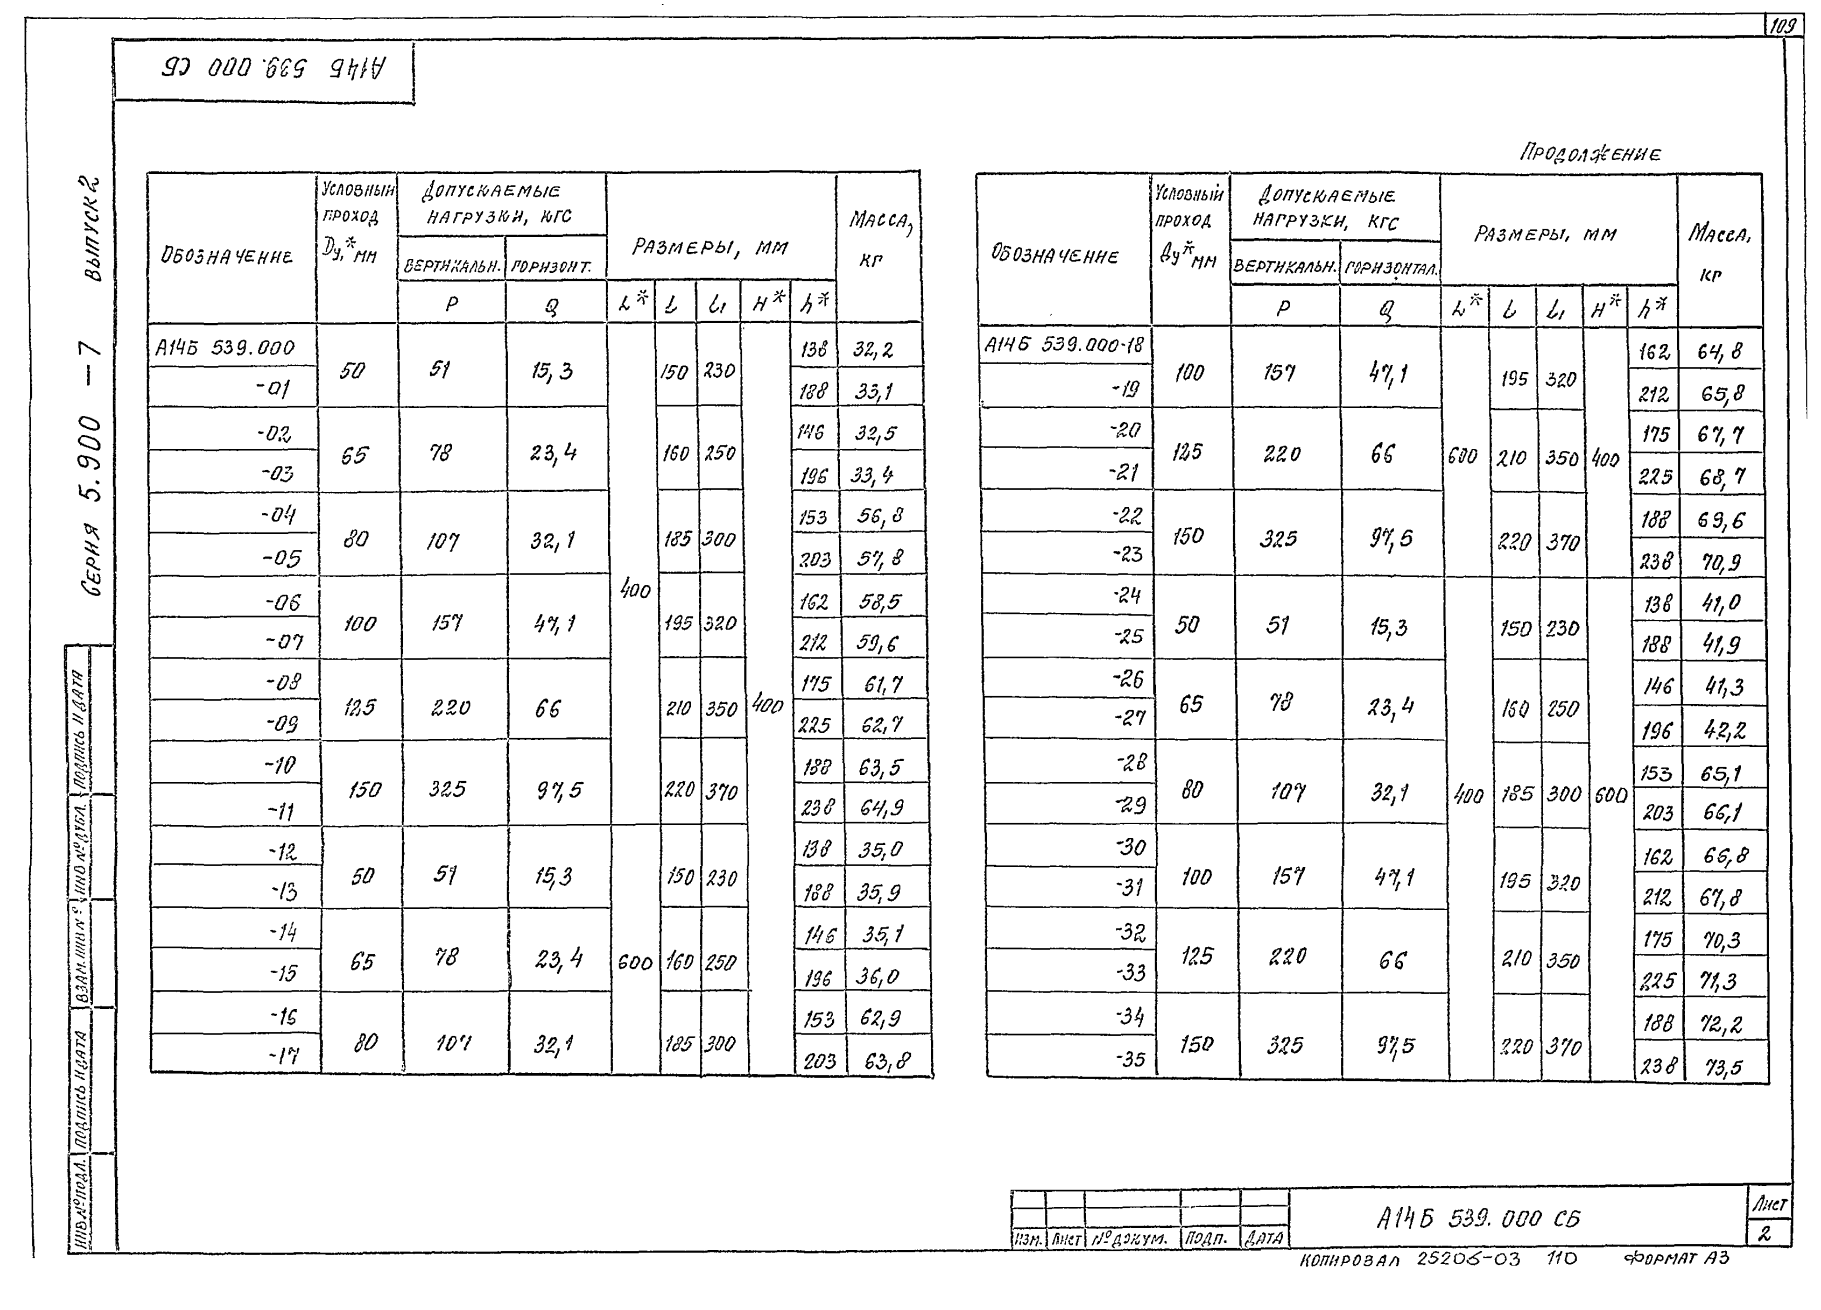 109
А14Б 539.000 СБ
Серия 5.900 – 7 выпуск 2
Продолжение
Обозначение | Условный проход Dу,* мм | Допускаемые нагрузки, кгс | Размеры, мм | Масса, кг
вертикальн. | горизонт.
P | Q | L* | l | l₁ | H* | h*
А14Б 539.000 | 50 | 51 | 15,3 | 400 | 150 | 230 | 400 | 138 | 32,2
-01 | 188 | 33,1
-02 | 65 | 78 | 23,4 | 160 | 250 | 146 | 32,5
-03 | 196 | 33,4
-04 | 80 | 107 | 32,1 | 185 | 300 | 153 | 56,8
-05 | 203 | 57,8
-06 | 100 | 157 | 47,1 | 195 | 320 | 162 | 58,5
-07 | 212 | 59,6
-08 | 125 | 220 | 66 | 210 | 350 | 175 | 61,7
-09 | 225 | 62,7
-10 | 150 | 325 | 97,5 | 220 | 370 | 188 | 63,5
-11 | 238 | 64,9
-12 | 50 | 51 | 15,3 | 600 | 150 | 230 | 138 | 35,0
-13 | 188 | 35,9
-14 | 65 | 78 | 23,4 | 160 | 250 | 146 | 35,1
-15 | 196 | 36,0
-16 | 80 | 107 | 32,1 | 185 | 300 | 153 | 62,9
-17 | 203 | 63,8
Обозначение | Условный проход Dу* мм | Допускаемые нагрузки, кгс | Размеры, мм | Масса, кг
вертикальн. | горизонтал.
P | Q | L* | l | l₁ | H* | h*
А14Б 539.000-18 | 100 | 157 | 47,1 | 600 | 195 | 320 | 400 | 162 | 64,8
-19 | 212 | 65,8
-20 | 125 | 220 | 66 | 210 | 350 | 175 | 67,7
-21 | 225 | 68,7
-22 | 150 | 325 | 97,5 | 220 | 370 | 188 | 69,6
-23 | 238 | 70,9
-24 | 50 | 51 | 15,3 | 400 | 150 | 230 | 600 | 138 | 41,0
-25 | 188 | 41,9
-26 | 65 | 78 | 23,4 | 160 | 250 | 146 | 41,3
-27 | 196 | 42,2
-28 | 80 | 107 | 32,1 | 185 | 300 | 153 | 65,1
-29 | 203 | 66,1
-30 | 100 | 157 | 47,1 | 195 | 320 | 162 | 66,8
-31 | 212 | 67,8
-32 | 125 | 220 | 66 | 210 | 350 | 175 | 70,3
-33 | 225 | 71,3
-34 | 150 | 325 | 97,5 | 220 | 370 | 188 | 72,2
-35 | 238 | 73,5
Инв.№ подл. | Подпись и дата | Взам. инв № | Инв № дубл. | Подпись и дата
Изм. | Лист | № докум. | Подп. | Дата
А14Б 539. 000 СБ
Лист
2
Копировал 25206-03 110 Формат А3